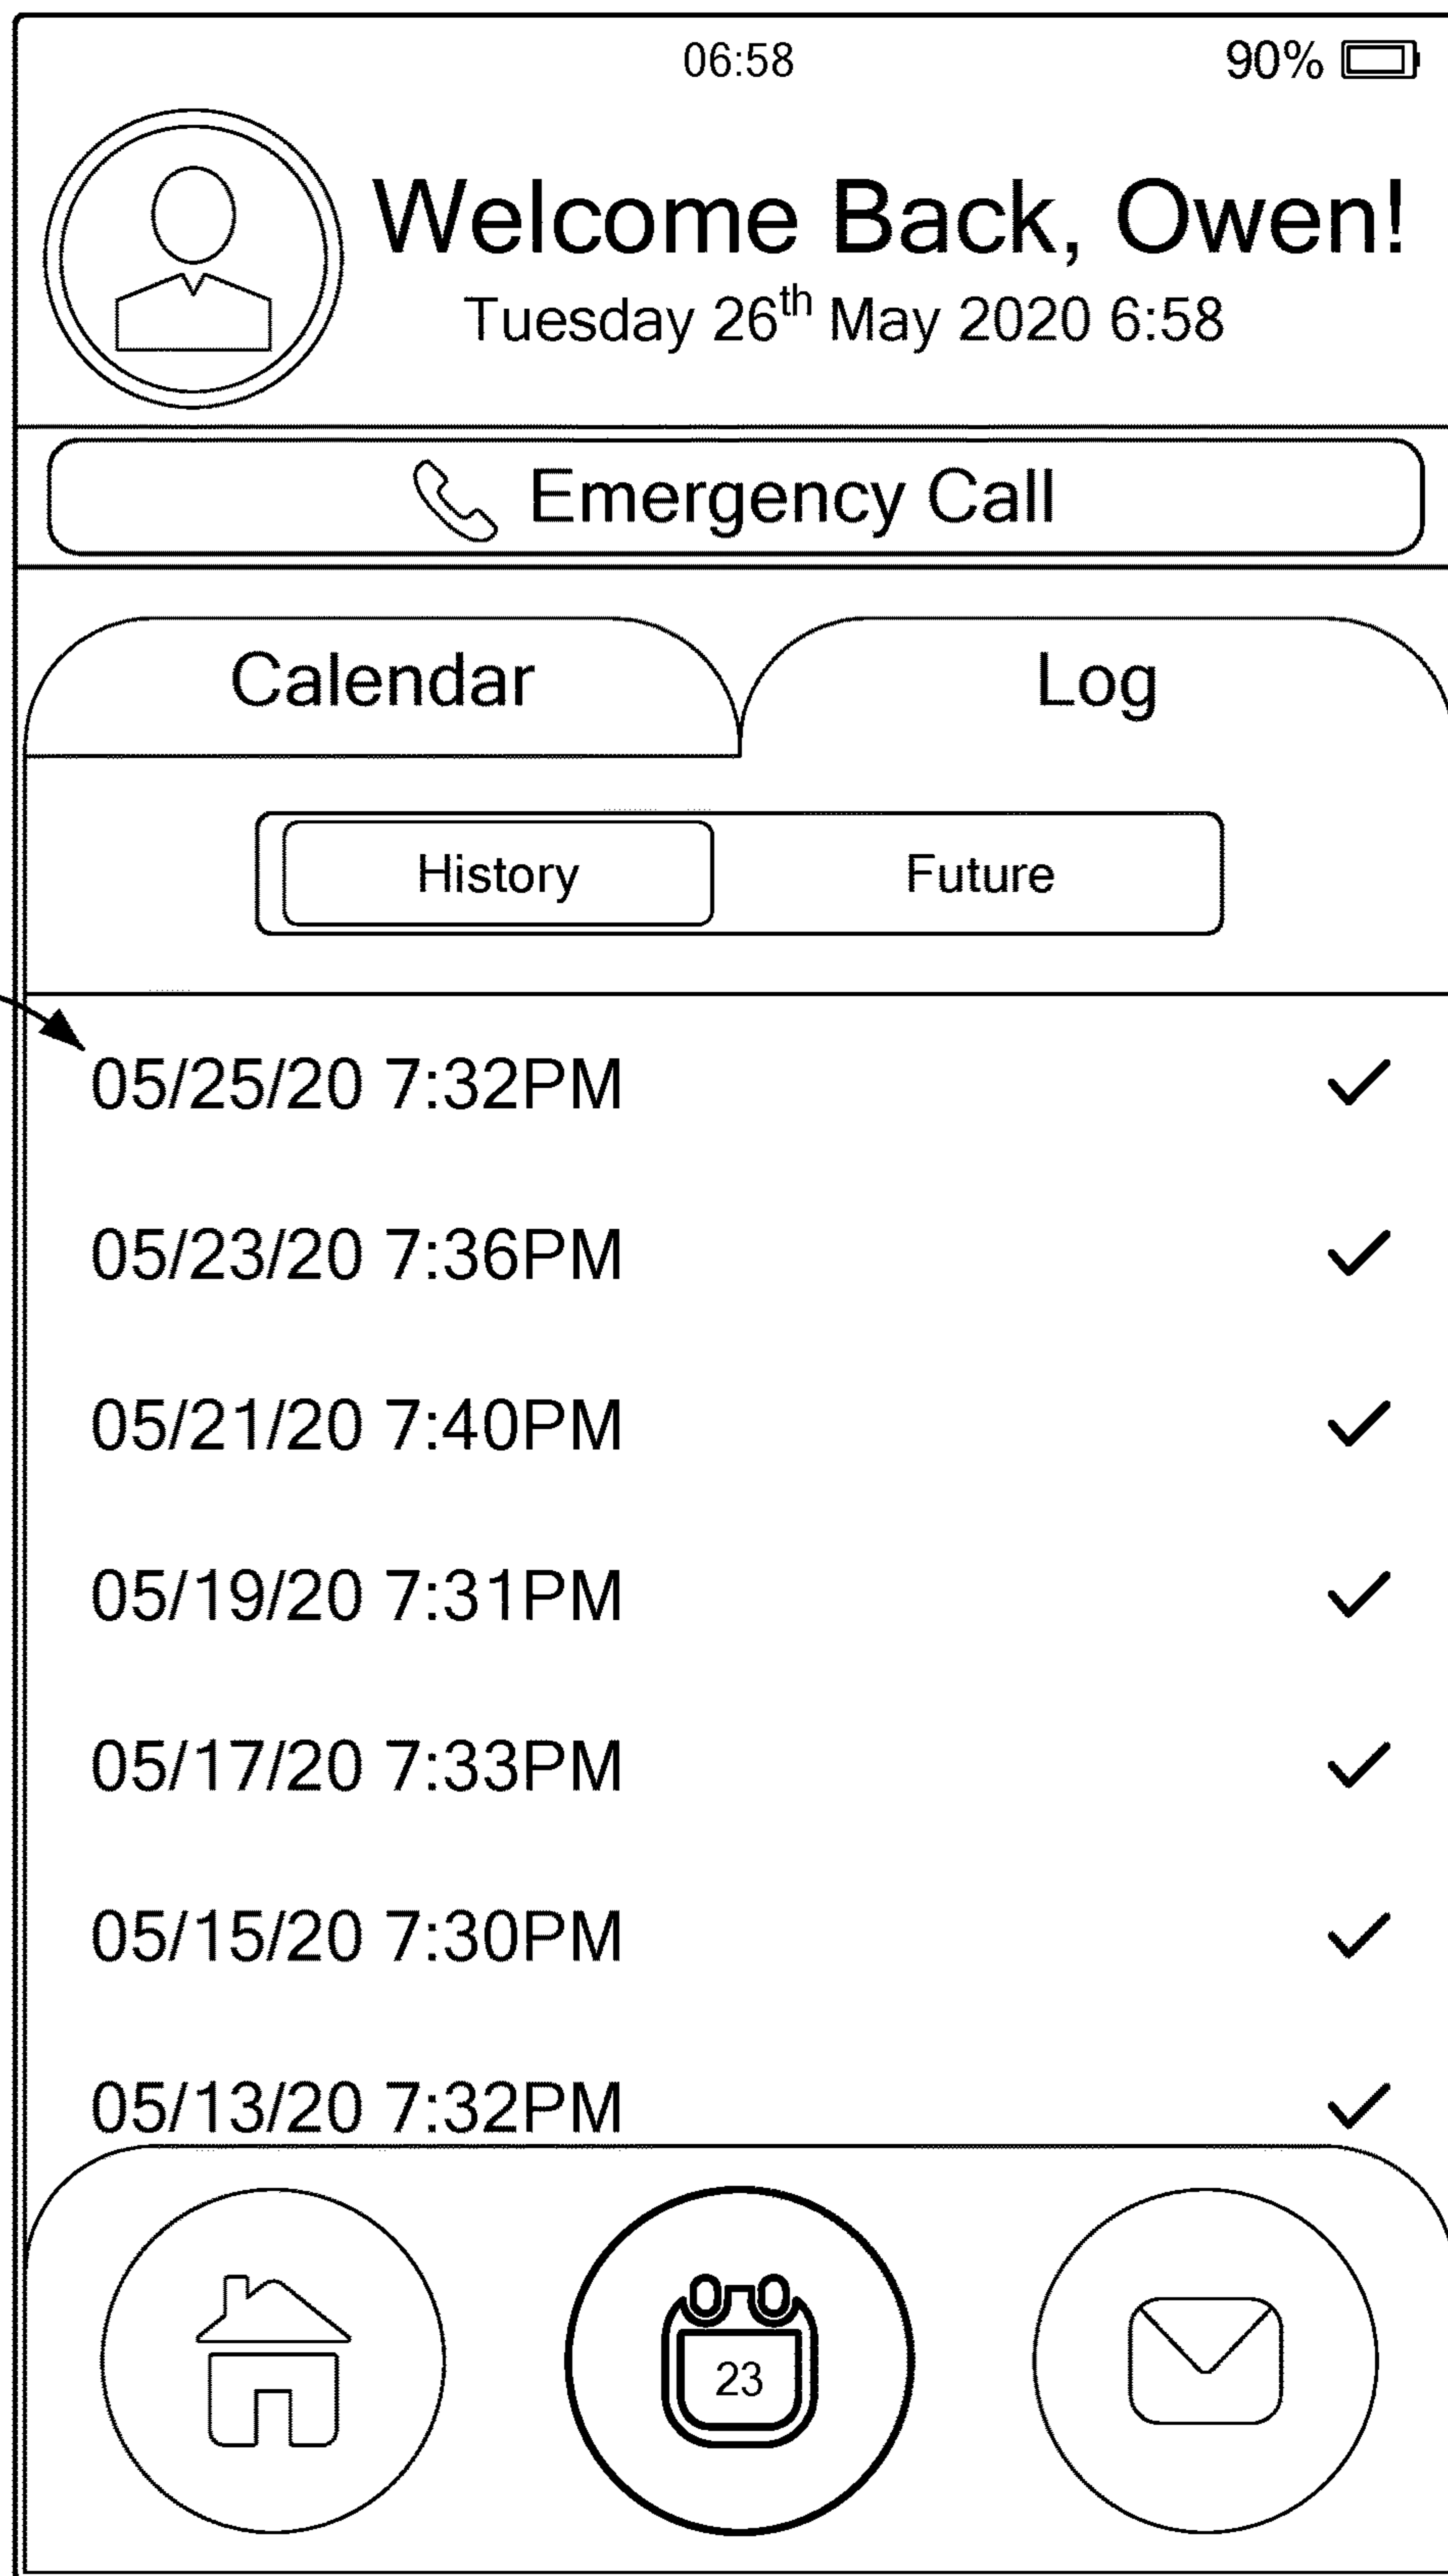 06:58 90%
Welcome Back, Owen!
Tuesday 26th May 2020 6:58
Emergency Call
Calendar Log
History Future
05/25/20 7:32PM
05/23/20 7:36PM
05/21/20 7:40PM
05/19/20 7:31PM
05/17/20 7:33PM
05/15/20 7:30PM
05/13/20 7:32PM
23